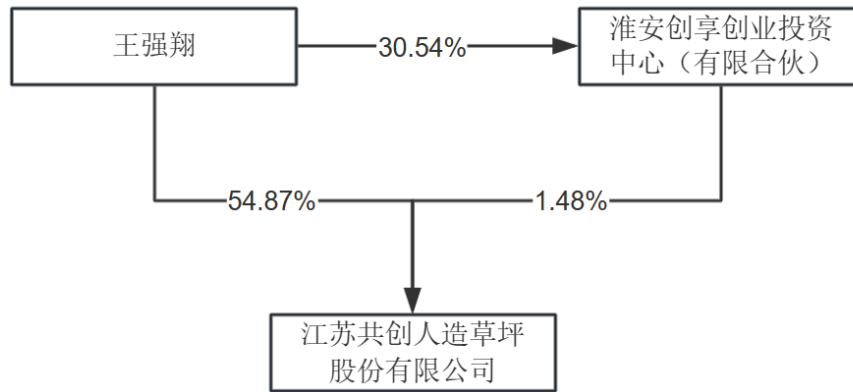 王强翔
30.54%
淮安创享创业投资
中心（有限合伙）
54.87%
1.48%
江苏共创人造草坪
股份有限公司